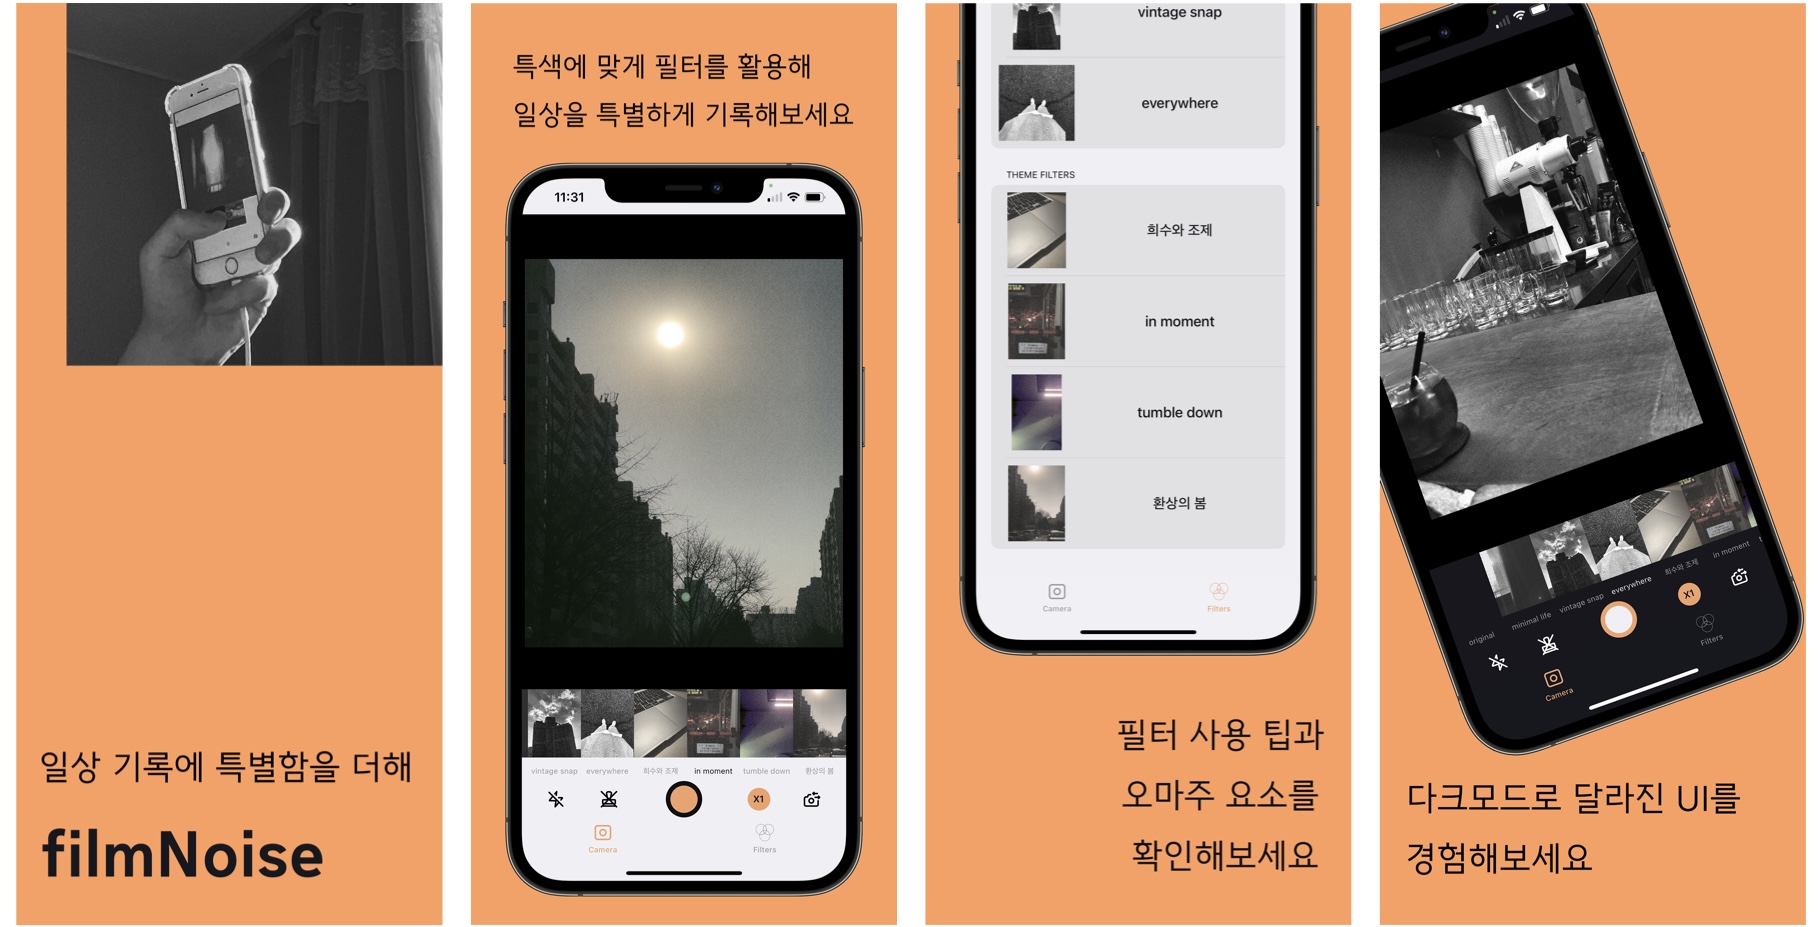 일상 기록에 특별함을 더해
filmNoise
특색에 맞게 필터를 활용해
일상을 특별하게 기록해보세요
11:31
vintage snap everywhere 희수와 조제 in moment tumble down 환상의 봄
X1
Camera Filters
vintage snap
everywhere
THEME FILTERS
희수와 조제
in moment
tumble down
환상의 봄
Camera Filters
필터 사용 팁과
오마주 요소를
확인해보세요
original minimal life vintage snap everywhere 희수와 조제 in moment
X1
Camera Filters
다크모드로 달라진 UI를
경험해보세요